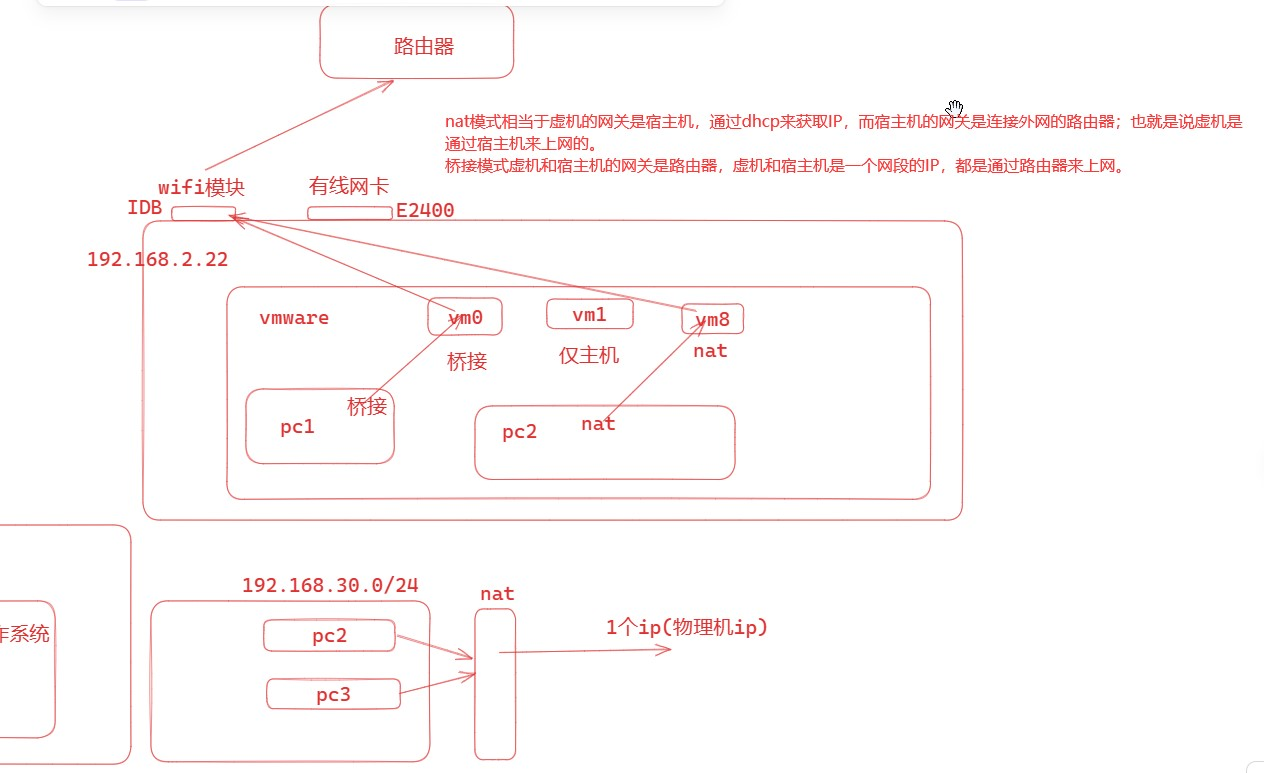 路由器
nat模式相当于虚机的网关是宿主机，通过dhcp来获取IP，而宿主机的网关是连接外网的路由器；也就是说虚机是
通过宿主机来上网的。
桥接模式虚机和宿主机的网关是路由器，虚机和宿主机是一个网段的IP，都是通过路由器来上网。
wifi模块
有线网卡
IDB
E2400
192.168.2.22
vmware
vm0
vm1
vm8
桥接
仅主机
nat
桥接
pc1
pc2
nat
192.168.30.0/24
nat
作系统
pc2
1个ip(物理机ip)
pc3